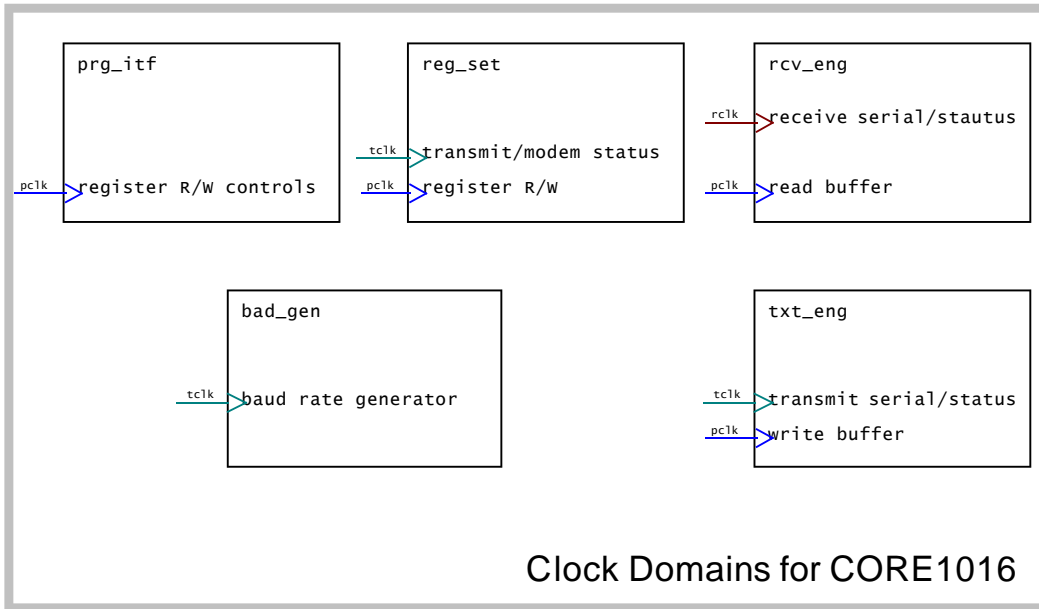 prg_itf
pclk
register R/W controls
reg_set
tclk
transmit/modem status
pclk
register R/W
rcv_eng
rclk
receive serial/stautus
pclk
read buffer
bad_gen
tclk
baud rate generator
txt_eng
tclk
transmit serial/status
pclk
write buffer
Clock Domains for CORE1016